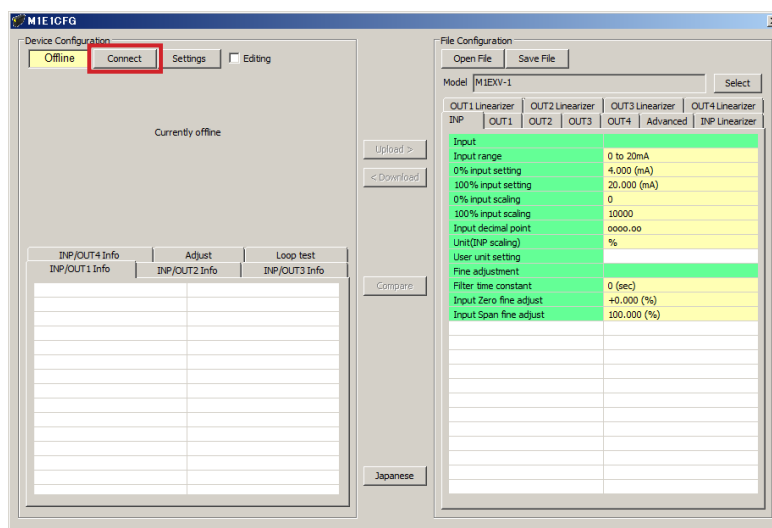 M1E1CFG
Device Configuration
Offline Connect Settings Editing
Currently offline
INP/OUT4 Info Adjust Loop test
INP/OUT1 Info INP/OUT2 Info INP/OUT3 Info
Upload >
< Download
Compare
Japanese
File Configuration
Open File Save File
Model M1EXV-1 Select
OUT1 Linearizer OUT2 Linearizer OUT3 Linearizer OUT4 Linearizer
INP OUT1 OUT2 OUT3 OUT4 Advanced INP Linearizer
Input
Input range 0 to 20mA
0% input setting 4.000 (mA)
100% input setting 20.000 (mA)
0% input scaling 0
100% input scaling 10000
Input decimal point oooo.oo
Unit(INP scaling) %
User unit setting
Fine adjustment
Filter time constant 0 (sec)
Input Zero fine adjust +0.000 (%)
Input Span fine adjust 100.000 (%)